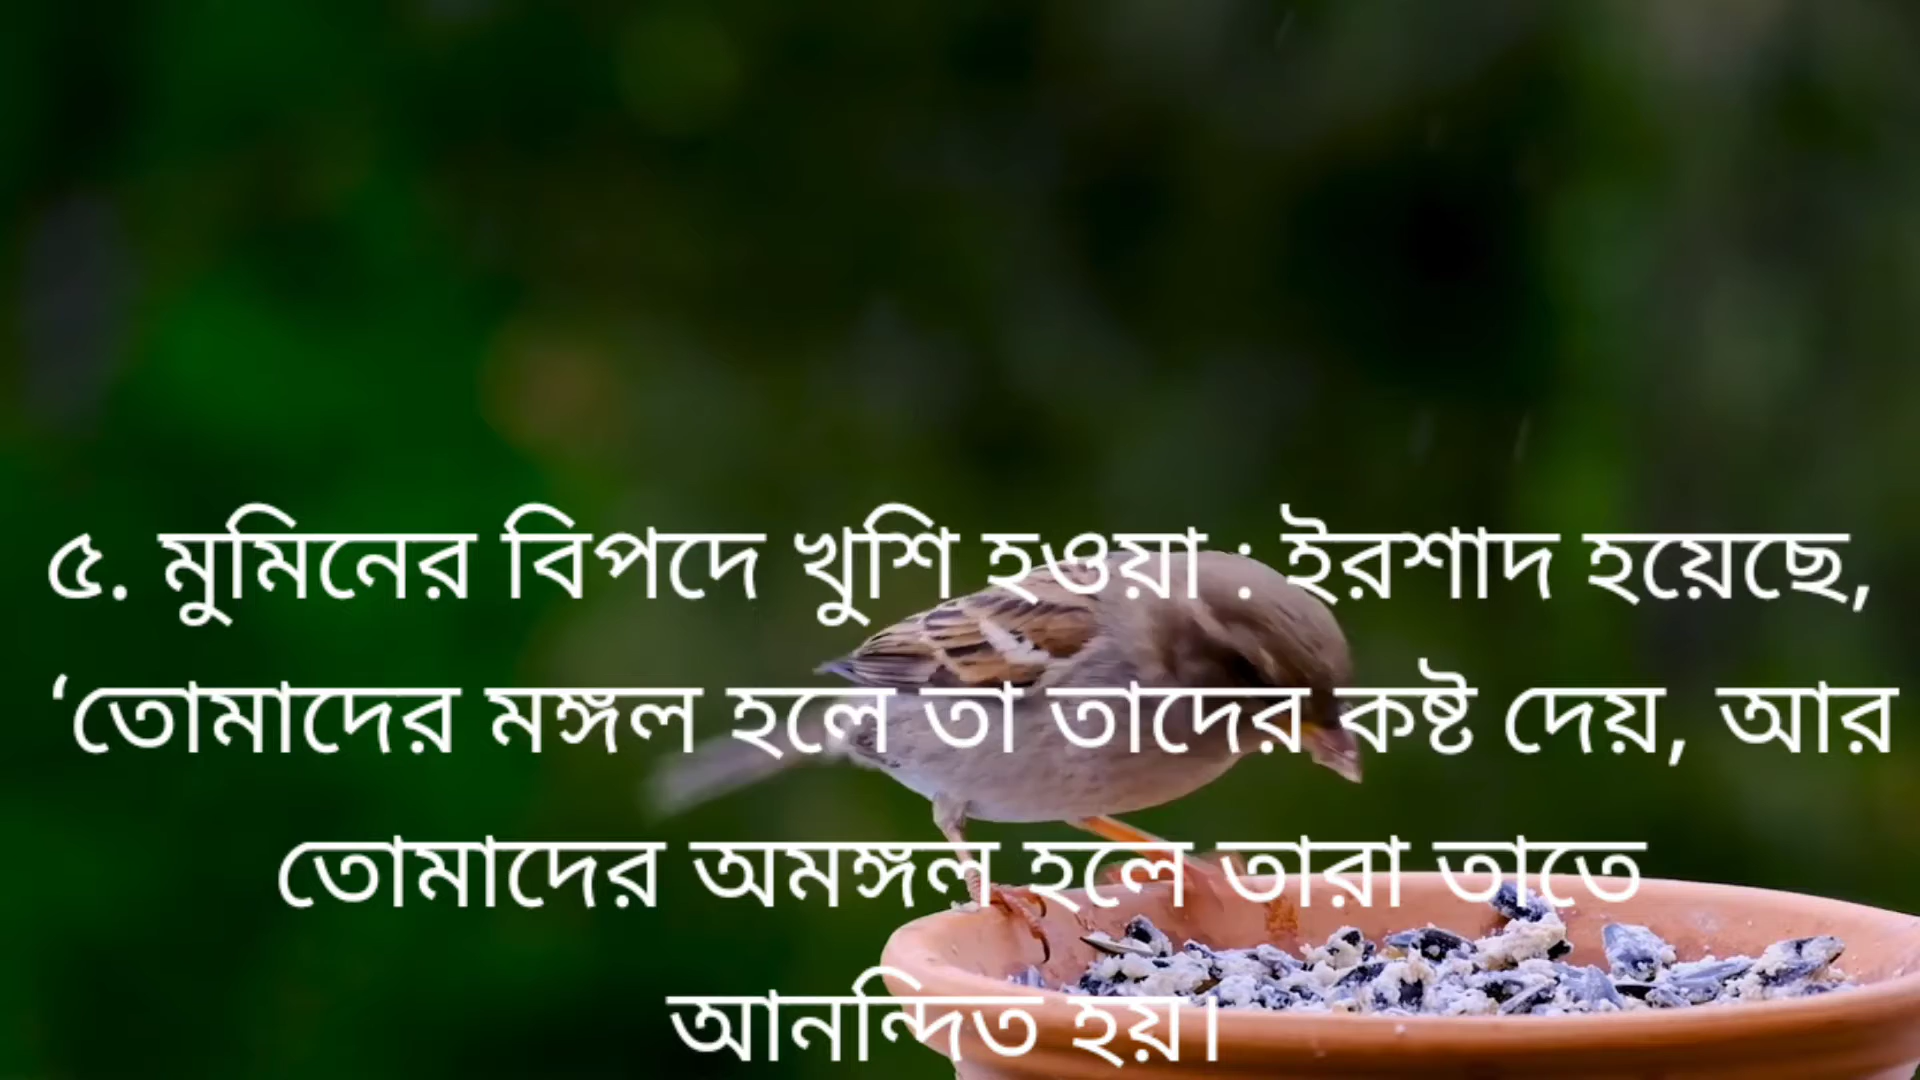 ৫. মুমিনের বিপদে খুশি হওয়া : ইরশাদ হয়েছে,
‘তোমাদের মঙ্গল হলে তা তাদের কষ্ট দেয়, আর
তোমাদের অমঙ্গল হলে তারা তাতে
আনন্দিত হয়।